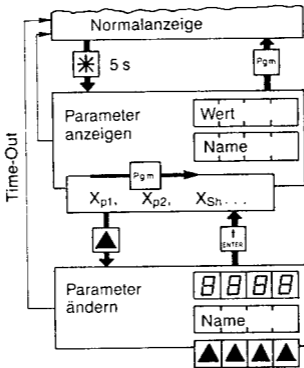 Normalanzeige
5 s
Pgm
Time-Out
Parameter
anzeigen
Wert
Name
Pgm
Xp1, Xp2, XSh...
ENTER
Parameter
ändern
8888
Name